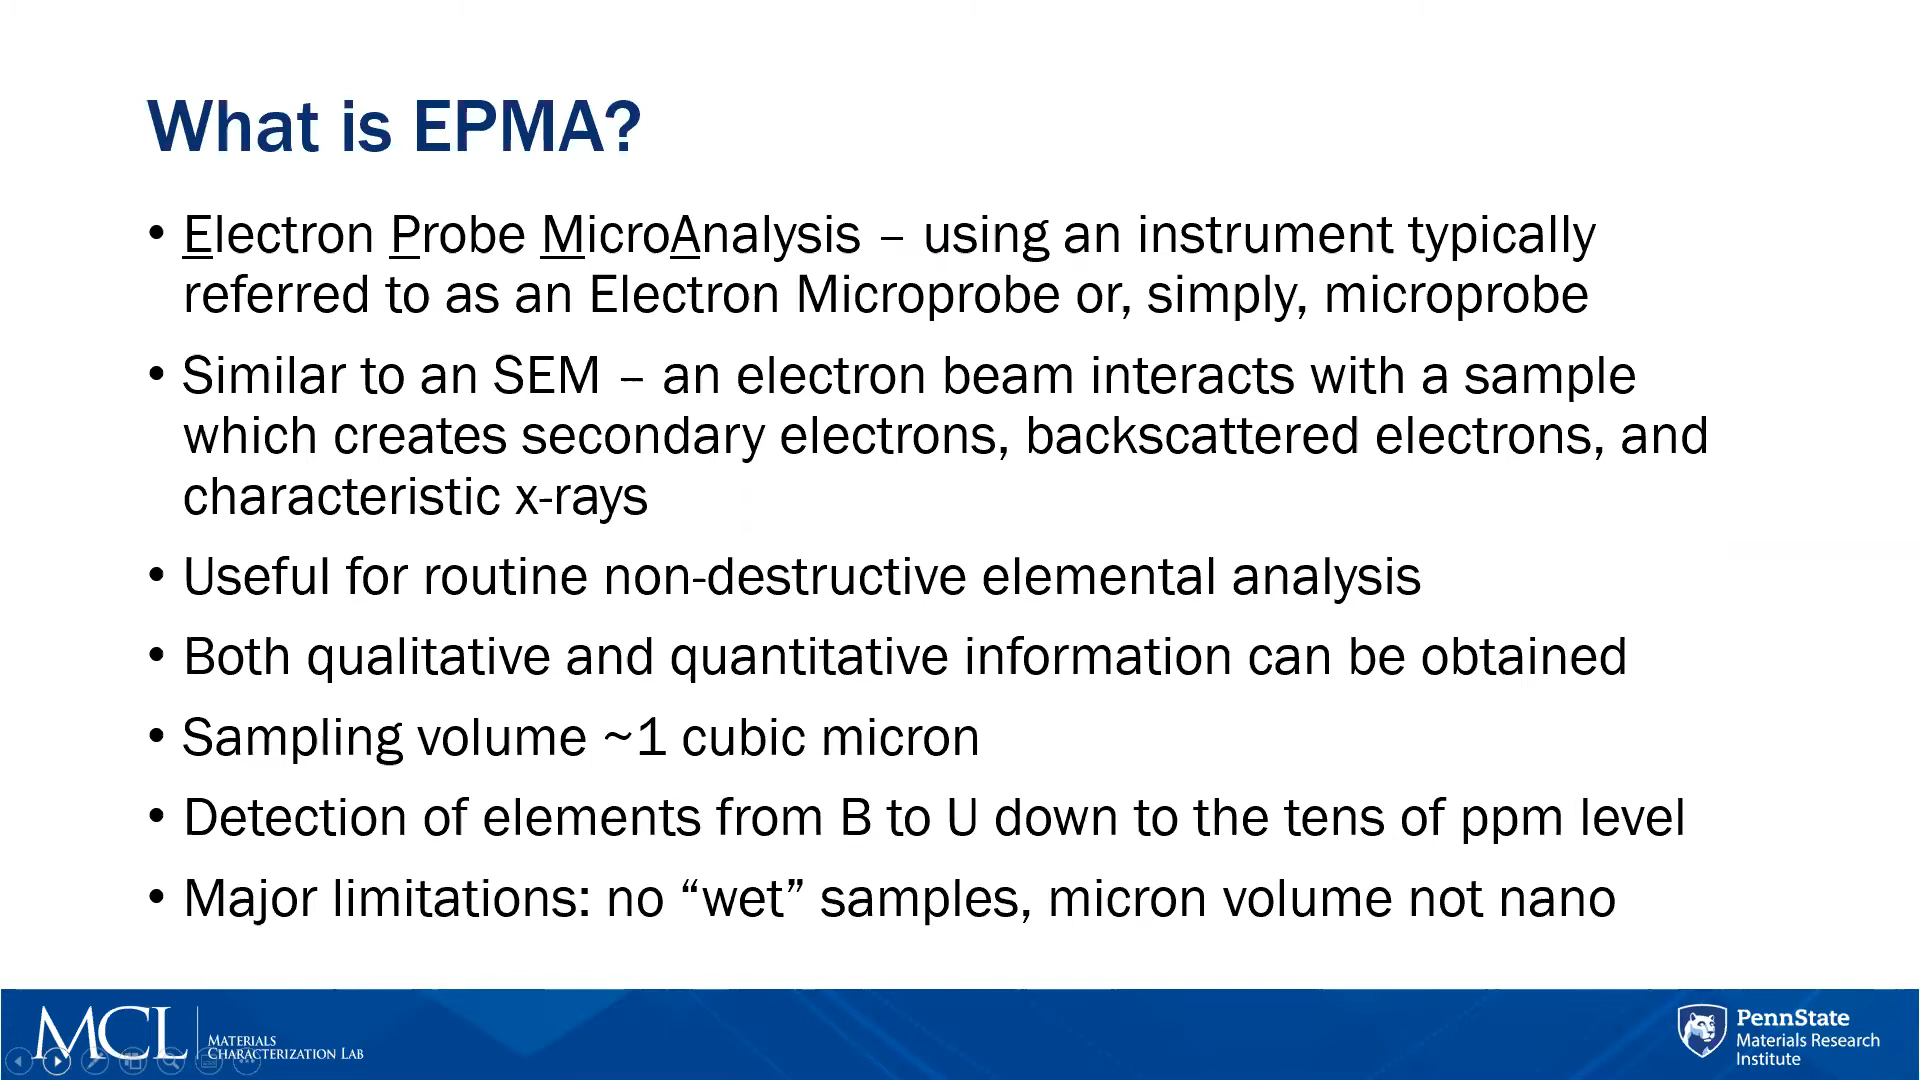 What is EPMA?
• Electron Probe MicroAnalysis – using an instrument typically
referred to as an Electron Microprobe or, simply, microprobe
• Similar to an SEM – an electron beam interacts with a sample
which creates secondary electrons, backscattered electrons, and
characteristic x-rays
• Useful for routine non-destructive elemental analysis
• Both qualitative and quantitative information can be obtained
• Sampling volume ~1 cubic micron
• Detection of elements from B to U down to the tens of ppm level
• Major limitations: no “wet” samples, micron volume not nano
MCL
MATERIALS
CHARACTERIZATION LAB
PennState
Materials Research
Institute